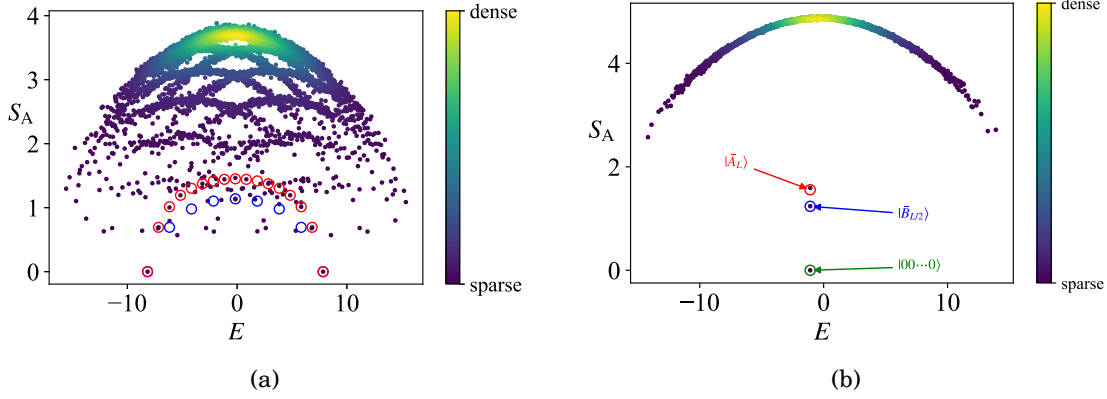 4
3
2
1
0
S_A
−10
0
10
E
dense
sparse
(a)
4
2
0
S_A
−10
0
10
E
|Ā_L⟩
|B̄_{L/2}⟩
|00⋯0⟩
dense
sparse
(b)